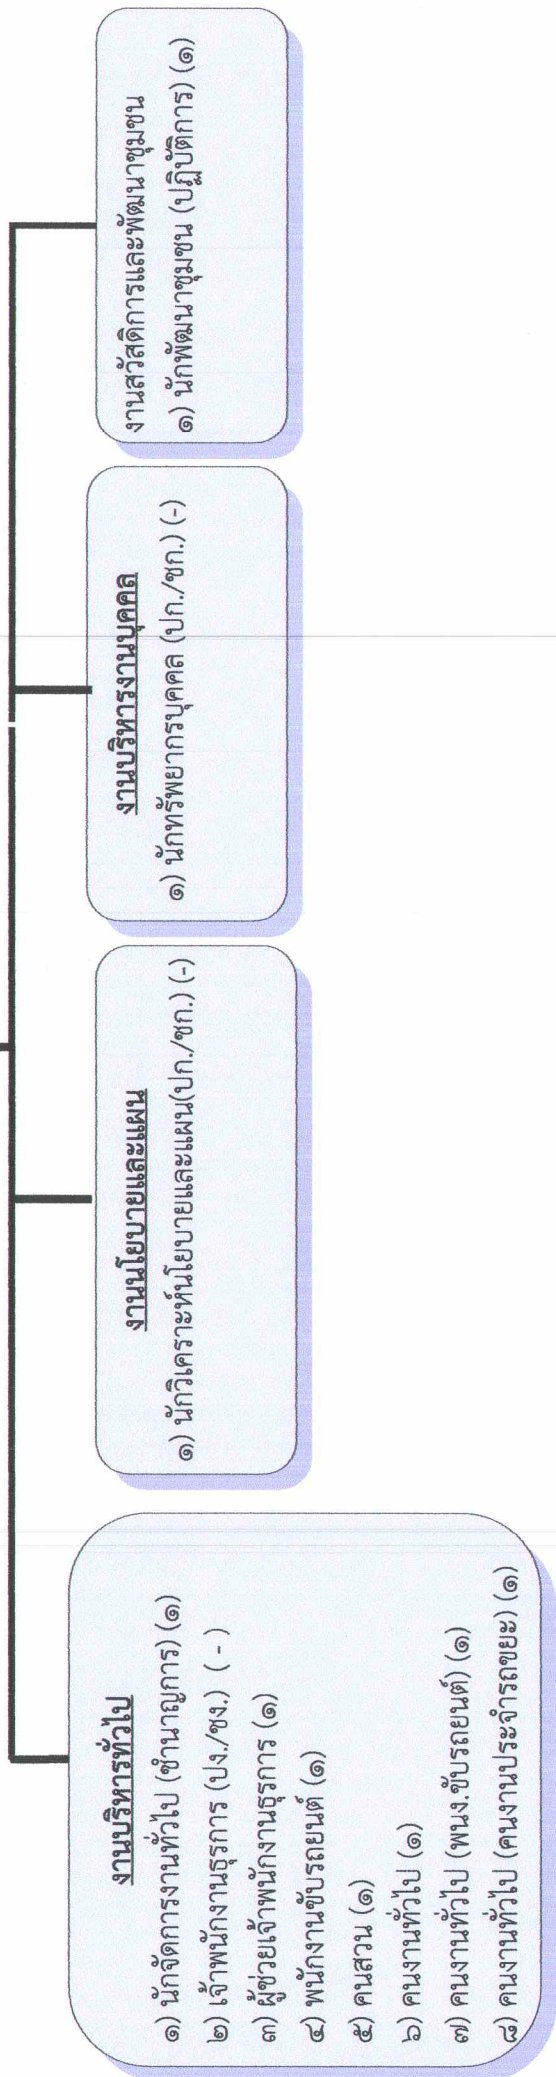 งานบริหารทั่วไป
๑) นักจัดการงานทั่วไป (ชำนาญการ) (๑)
๒) เจ้าพนักงานธุรการ (ปง./ชง.) ( - )
๓) ผู้ช่วยเจ้าพนักงานธุรการ (๑)
๔) พนักงานขับรถยนต์ (๑)
๕) คนสวน (๑)
๖) คนงานทั่วไป (๑)
๗) คนงานทั่วไป (พนง.ขับรถยนต์) (๑)
๘) คนงานทั่วไป (คนงานประจำรถขยะ) (๑)
งานนโยบายและแผน
๑) นักวิเคราะห์นโยบายและแผน(ปก./ชก.) (-)
งานบริหารงานบุคคล
๑) นักทรัพยากรบุคคล (ปก./ชก.) (-)
งานสวัสดิการและพัฒนาชุมชน
๑) นักพัฒนาชุมชน (ปฏิบัติการ) (๑)